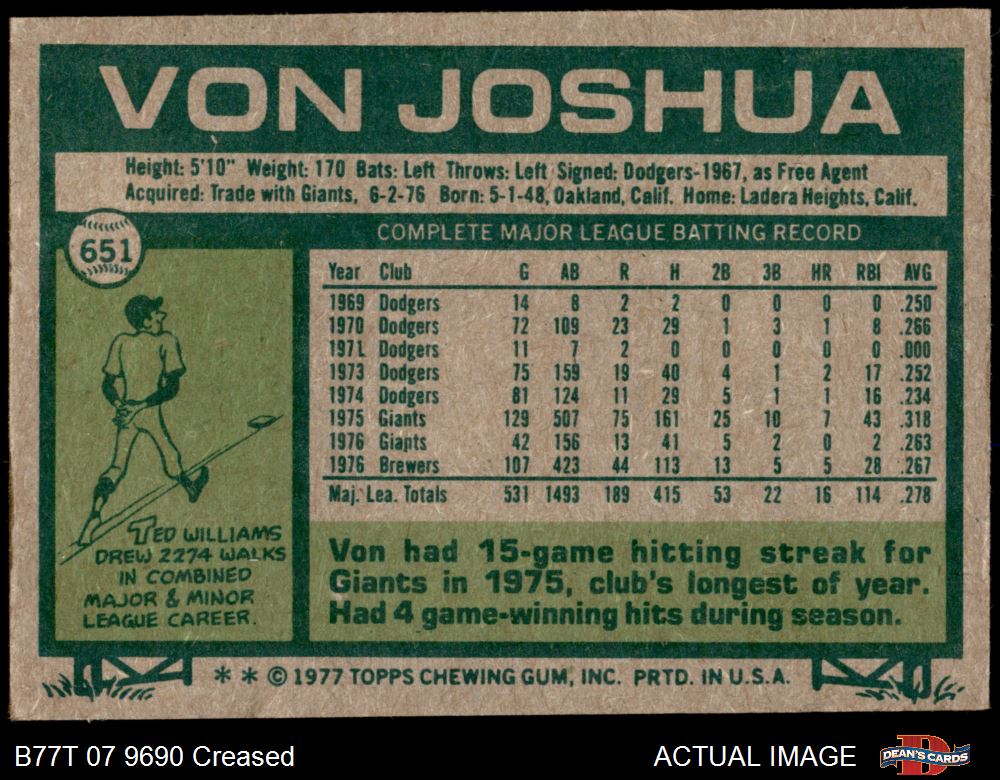 VON JOSHUA
Height: 5'10" Weight: 170 Bats: Left Throws: Left Signed: Dodgers-1967, as Free Agent
Acquired: Trade with Giants, 6-2-76 Born: 5-1-48, Oakland, Calif. Home: Ladera Heights, Calif.
651
COMPLETE MAJOR LEAGUE BATTING RECORD
Year Club G AB R H 2B 3B HR RBI AVG
1969 Dodgers 14 8 2 2 0 0 0 0 .250
1970 Dodgers 72 109 23 29 1 3 1 8 .266
1971 Dodgers 11 7 2 0 0 0 0 0 .000
1973 Dodgers 75 159 19 40 4 1 2 17 .252
1974 Dodgers 81 124 11 29 5 1 1 16 .234
1975 Giants 129 507 75 161 25 10 7 43 .318
1976 Giants 42 156 13 41 5 2 0 2 .263
1976 Brewers 107 423 44 113 13 5 5 28 .267
Maj. Lea. Totals 531 1493 189 415 53 22 16 114 .278
TED WILLIAMS
DREW 2274 WALKS
IN COMBINED
MAJOR & MINOR
LEAGUE CAREER.
Von had 15-game hitting streak for
Giants in 1975, club's longest of year.
Had 4 game-winning hits during season.
* * © 1977 TOPPS CHEWING GUM, INC. PRTD. IN U.S.A.
B77T 07 9690 Creased
ACTUAL IMAGE
DEAN'S CARDS